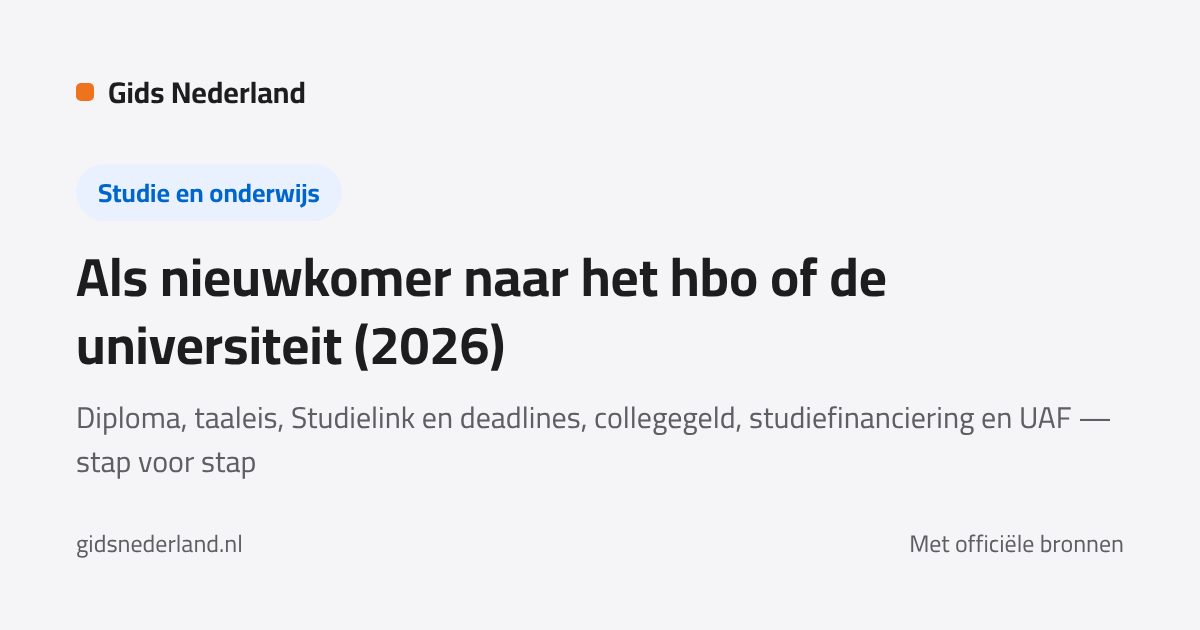 Gids Nederland
Studie en onderwijs
Als nieuwkomer naar het hbo of de
universiteit (2026)
Diploma, taaleis, Studielink en deadlines, collegegeld, studiefinanciering en UAF —
stap voor stap
gidsnederland.nl
Met officiële bronnen